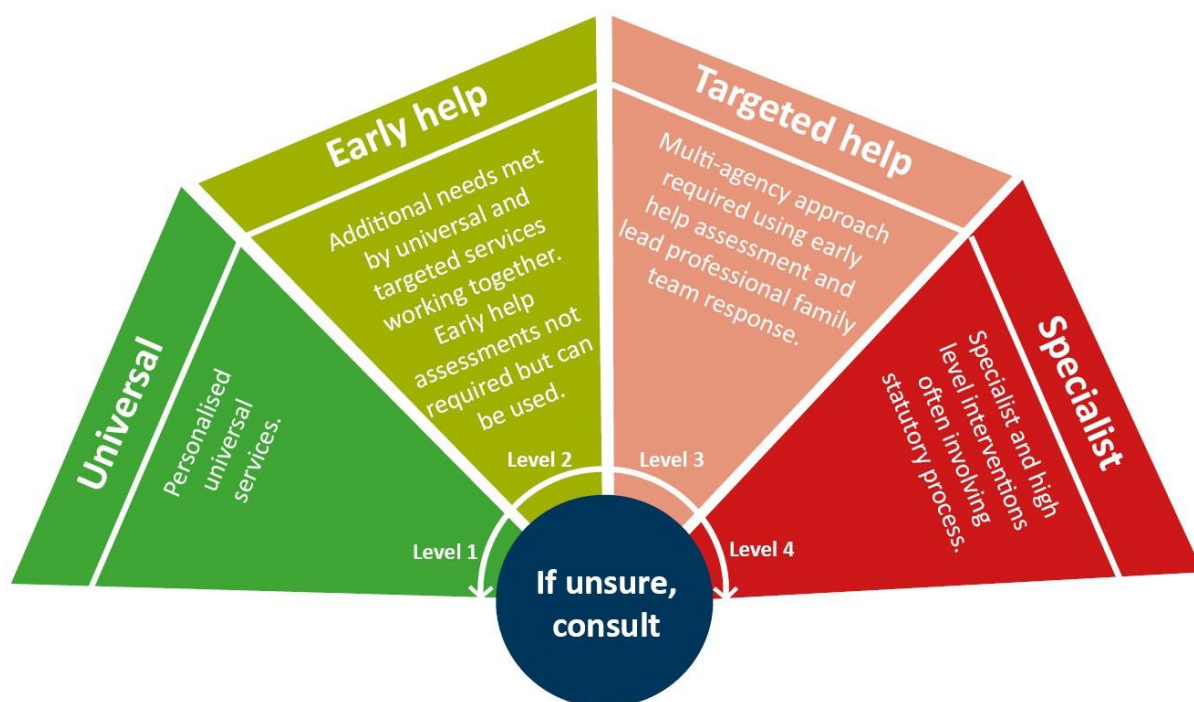 Universal
Personalised
universal
services.
Level 1
Early help
Additional needs met
by universal and
targeted services
working together.
Early help
assessments not
required but can
be used.
Level 2
Targeted help
Multi-agency approach
required using early
help assessment and
lead professional family
team response.
Level 3
Specialist
Specialist and high
level interventions
often involving
statutory process.
Level 4
If unsure,
consult